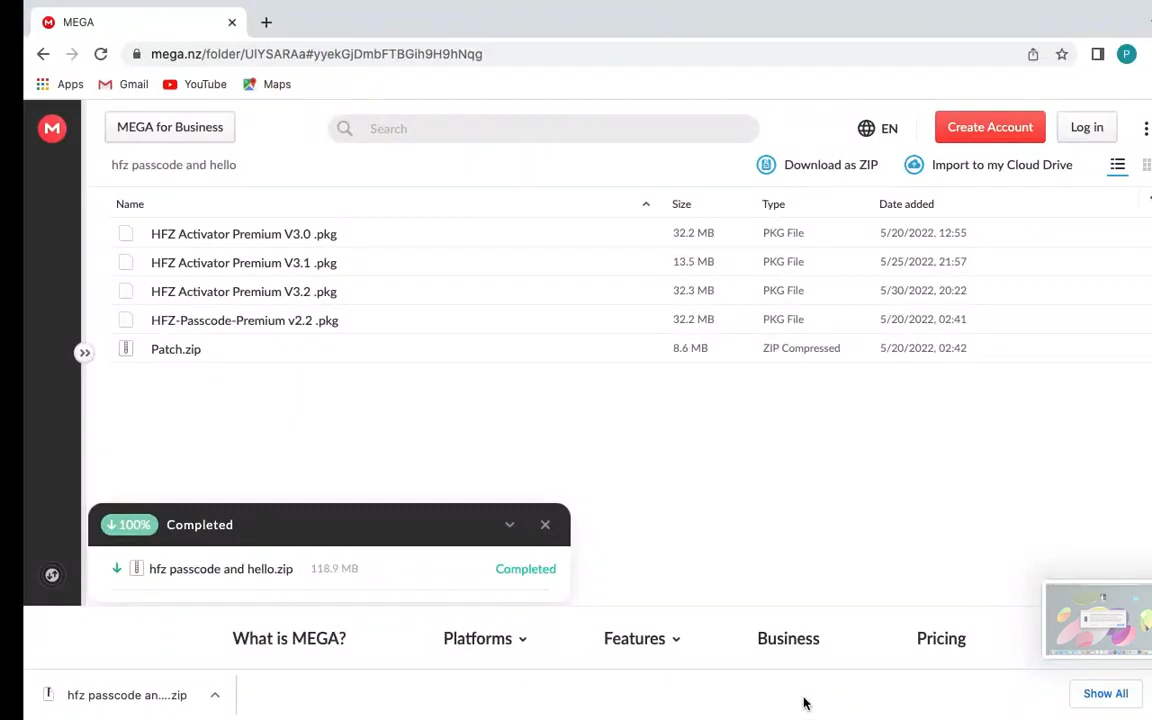 MEGA
mega.nz/folder/UlYSARAa#yyekGjDmbFTBGih9H9hNqg
P
Apps Gmail YouTube Maps
MEGA for Business Search EN Create Account Log in
hfz passcode and hello Download as ZIP Import to my Cloud Drive
Name Size Type Date added
HFZ Activator Premium V3.0 .pkg 32.2 MB PKG File 5/20/2022, 12:55
HFZ Activator Premium V3.1 .pkg 13.5 MB PKG File 5/25/2022, 21:57
HFZ Activator Premium V3.2 .pkg 32.3 MB PKG File 5/30/2022, 20:22
HFZ-Passcode-Premium v2.2 .pkg 32.2 MB PKG File 5/20/2022, 02:41
Patch.zip 8.6 MB ZIP Compressed 5/20/2022, 02:42
100% Completed
hfz passcode and hello.zip 118.9 MB Completed
What is MEGA? Platforms Features Business Pricing
hfz passcode an....zip Show All